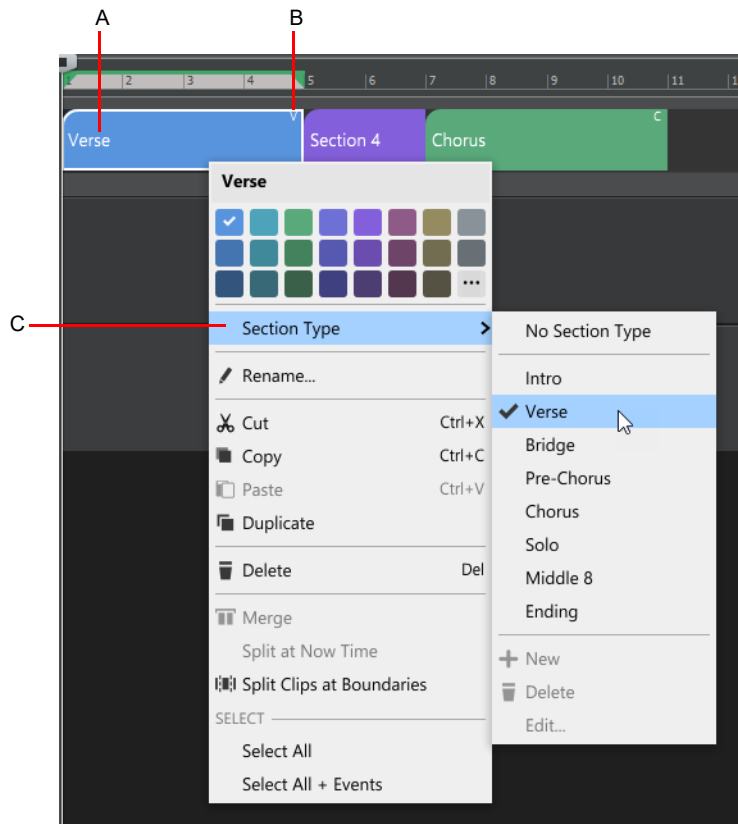 A B
1 2 3 4 5 6 7 8 9 10 11 1
V C
Verse Section 4 Chorus
Verse
...
C
Section Type
No Section Type
Rename...
Intro
Cut Ctrl+X
Verse
Copy Ctrl+C
Bridge
Paste Ctrl+V
Pre-Chorus
Duplicate
Chorus
Solo
Delete Del
Middle 8
Merge
Ending
Split at Now Time
New
Split Clips at Boundaries
Delete
SELECT
Edit...
Select All
Select All + Events